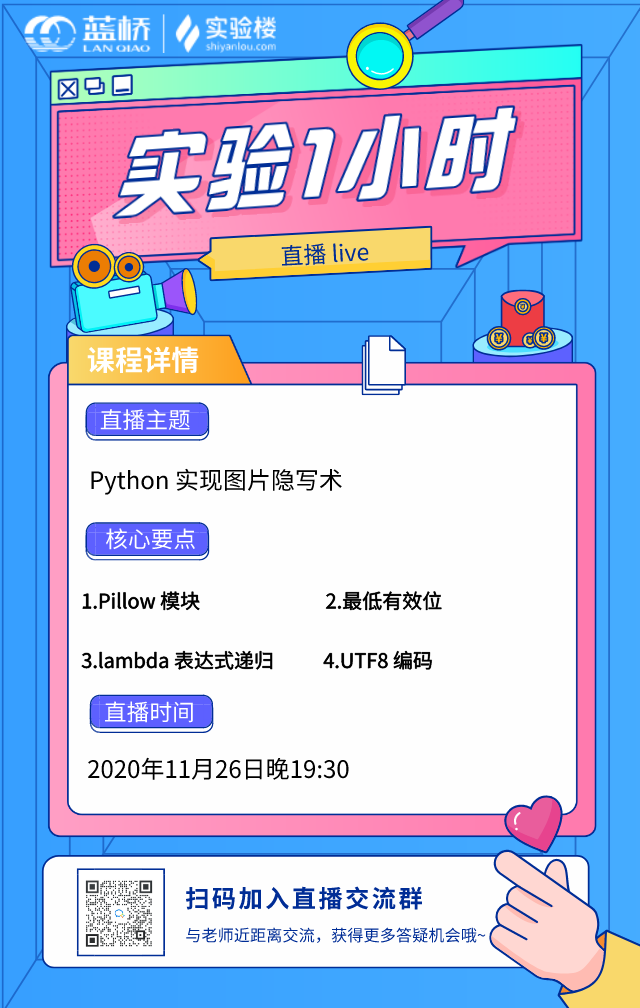 蓝桥 实验楼
LAN QIAO shiyanlou.com
实验1小时
直播 live
课程详情
直播主题
Python 实现图片隐写术
核心要点
1.Pillow 模块 2.最低有效位
3.lambda 表达式递归 4.UTF8 编码
直播时间
2020年11月26日晚19:30
扫码加入直播交流群
与老师近距离交流，获得更多答疑机会哦~